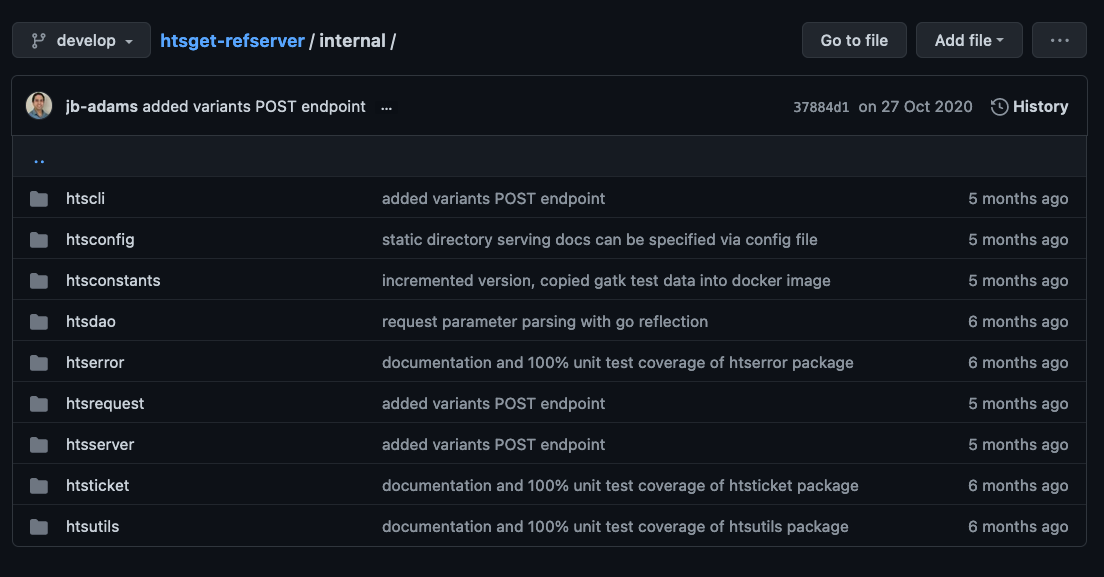 develop htsget-refserver / internal / Go to file Add file ...
jb-adams added variants POST endpoint ... 37884d1 on 27 Oct 2020 History
..
htscli added variants POST endpoint 5 months ago
htsconfig static directory serving docs can be specified via config file 5 months ago
htsconstants incremented version, copied gatk test data into docker image 5 months ago
htsdao request parameter parsing with go reflection 6 months ago
htserror documentation and 100% unit test coverage of htserror package 6 months ago
htsrequest added variants POST endpoint 5 months ago
htsserver added variants POST endpoint 5 months ago
htsticket documentation and 100% unit test coverage of htsticket package 6 months ago
htsutils documentation and 100% unit test coverage of htsutils package 6 months ago